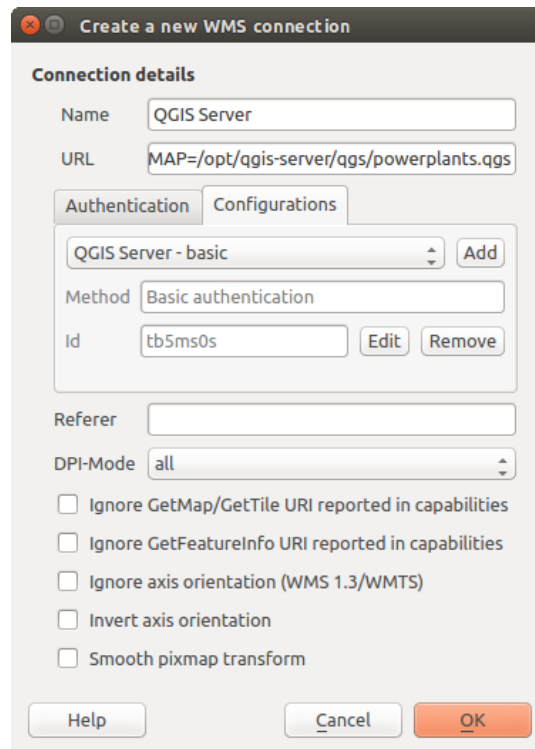 Create a new WMS connection
Connection details
Name QGIS Server
URL MAP=/opt/qgis-server/qgs/powerplants.qgs
Authentication Configurations
QGIS Server - basic Add
Method Basic authentication
Id tb5ms0s Edit Remove
Referer
DPI-Mode all
Ignore GetMap/GetTile URI reported in capabilities
Ignore GetFeatureInfo URI reported in capabilities
Ignore axis orientation (WMS 1.3/WMTS)
Invert axis orientation
Smooth pixmap transform
Help Cancel OK